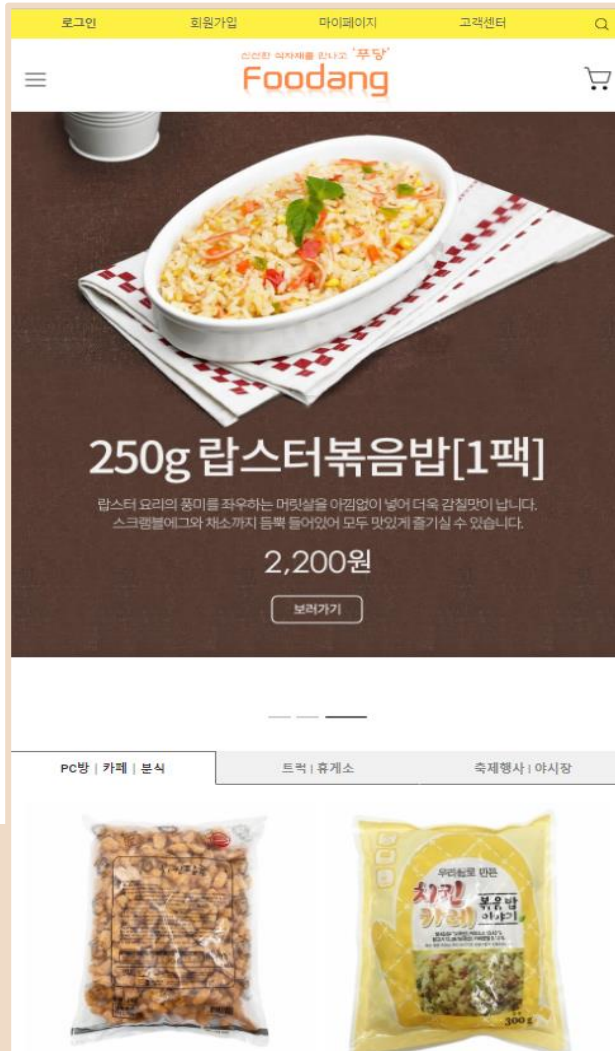 로그인 회원가입 마이페이지 고객센터
신선한 식자재를 만나고 '푸당'
Foodang
250g 랍스터볶음밥[1팩]
랍스터 요리의 풍미를 좌우하는 머릿살을 아낌없이 넣어 더욱 감칠맛이 납니다.
스크램블에그와 채소까지 듬뿍 들어있어 모두 맛있게 즐기실 수 있습니다.
2,200원
보러가기
PC방 | 카페 | 분식 트럭 | 휴게소 축제행사 | 야시장
우리쌀로 만든
치킨
카레
볶음밥
이야기
300g